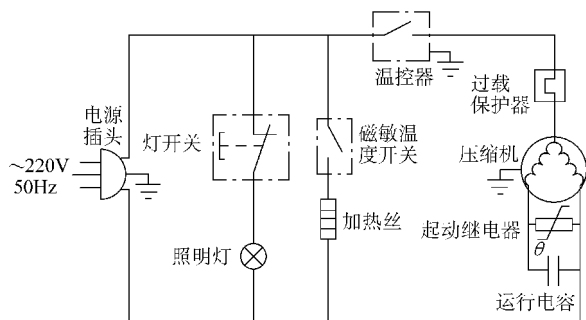 温控器
过载
保护器
电源
插头
灯开关
磁敏温
度开关
压缩机
~220V
50Hz
加热丝
起动继电器
θ
照明灯
运行电容